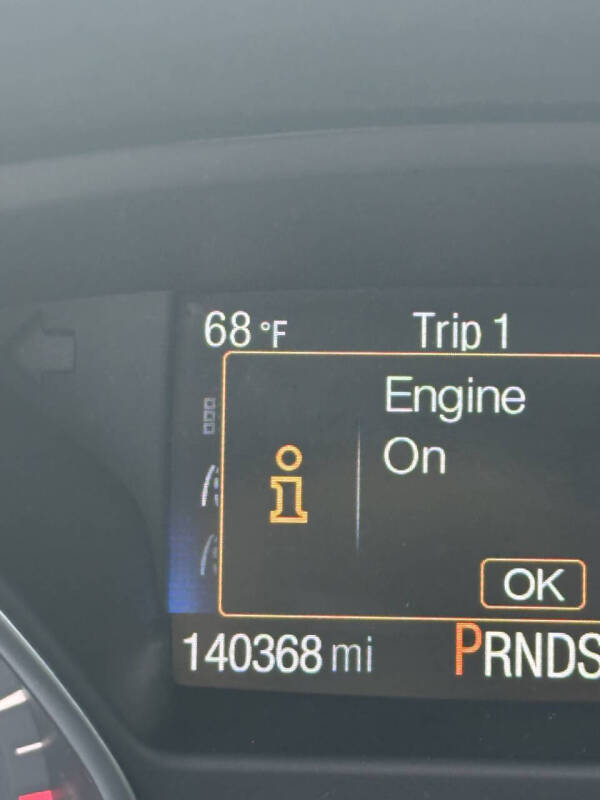 68 °F Trip 1
Engine
On
i
OK
140368 mi PRNDS